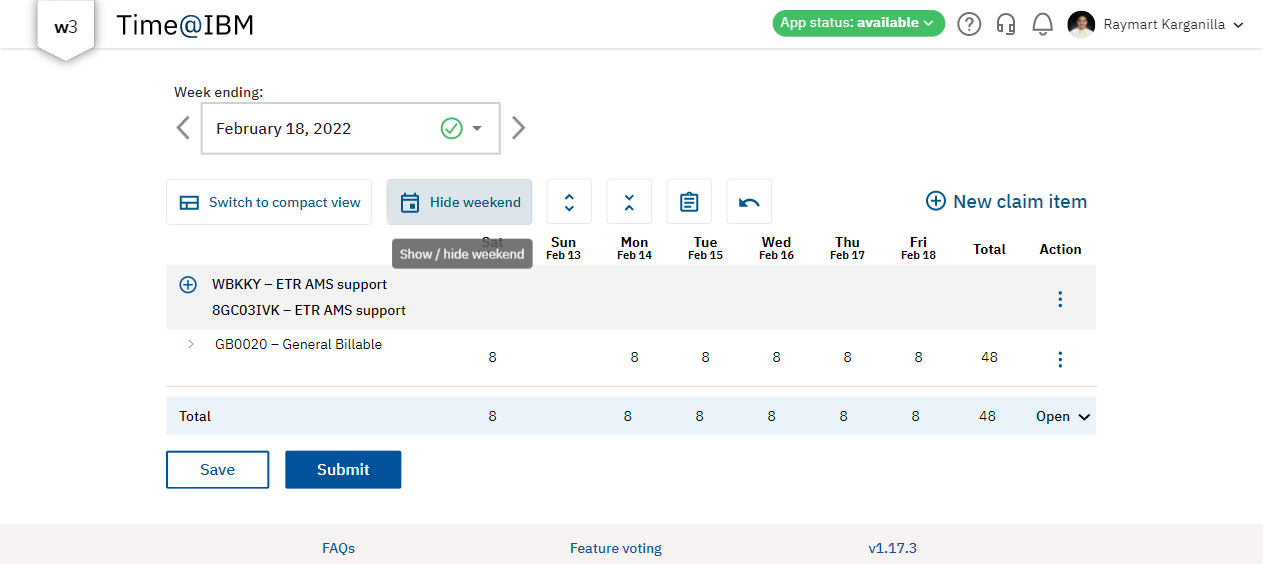 w3
Time@IBM
App status: available
Raymart Karganilla
Week ending:
February 18, 2022
Switch to compact view
Hide weekend
New claim item
Show / hide weekend
Sat Sun Mon Tue Wed Thu Fri Total Action
Feb 13 Feb 14 Feb 15 Feb 16 Feb 17 Feb 18
WBKKY – ETR AMS support
8GC03IVK – ETR AMS support
GB0020 – General Billable
8 8 8 8 8 8 48
Total 8 8 8 8 8 8 48 Open
Save Submit
FAQs Feature voting v1.17.3